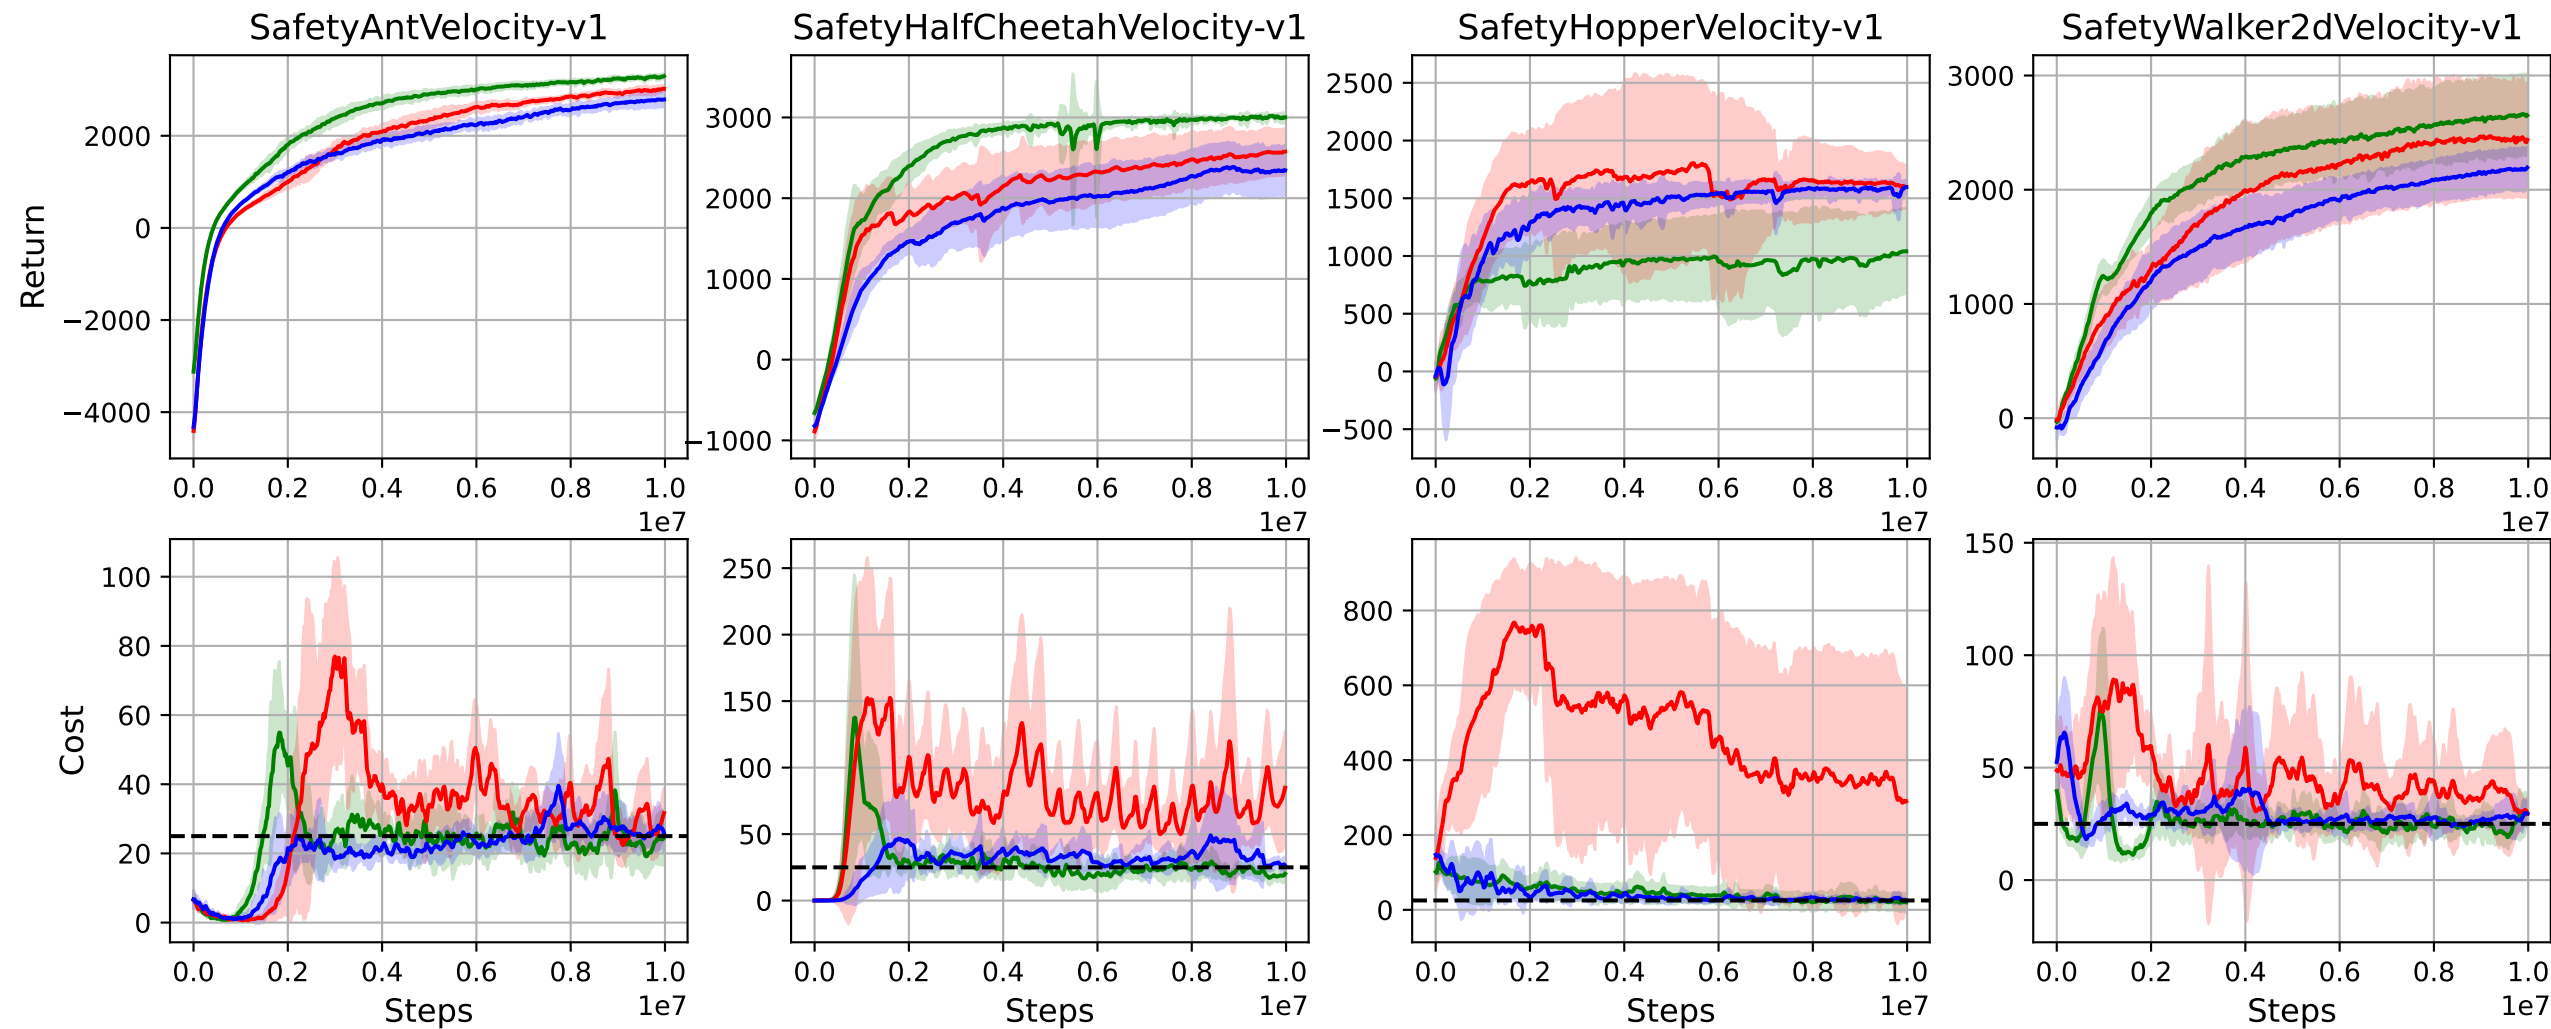 SafetyAntVelocity-v1
SafetyHalfCheetahVelocity-v1
SafetyHopperVelocity-v1
SafetyWalker2dVelocity-v1
Return
2000
0
−2000
−4000
0.0 0.2 0.4 0.6 0.8 1.0
1e7
3000
2000
1000
0
−1000
0.0 0.2 0.4 0.6 0.8 1.0
1e7
2500
2000
1500
1000
500
0
−500
0.0 0.2 0.4 0.6 0.8 1.0
1e7
3000
2000
1000
0
0.0 0.2 0.4 0.6 0.8 1.0
1e7
Cost
100
80
60
40
20
0
0.0 0.2 0.4 0.6 0.8 1.0
Steps
1e7
250
200
150
100
50
0
0.0 0.2 0.4 0.6 0.8 1.0
Steps
1e7
800
600
400
200
0
0.0 0.2 0.4 0.6 0.8 1.0
Steps
1e7
150
100
50
0
0.0 0.2 0.4 0.6 0.8 1.0
Steps
1e7